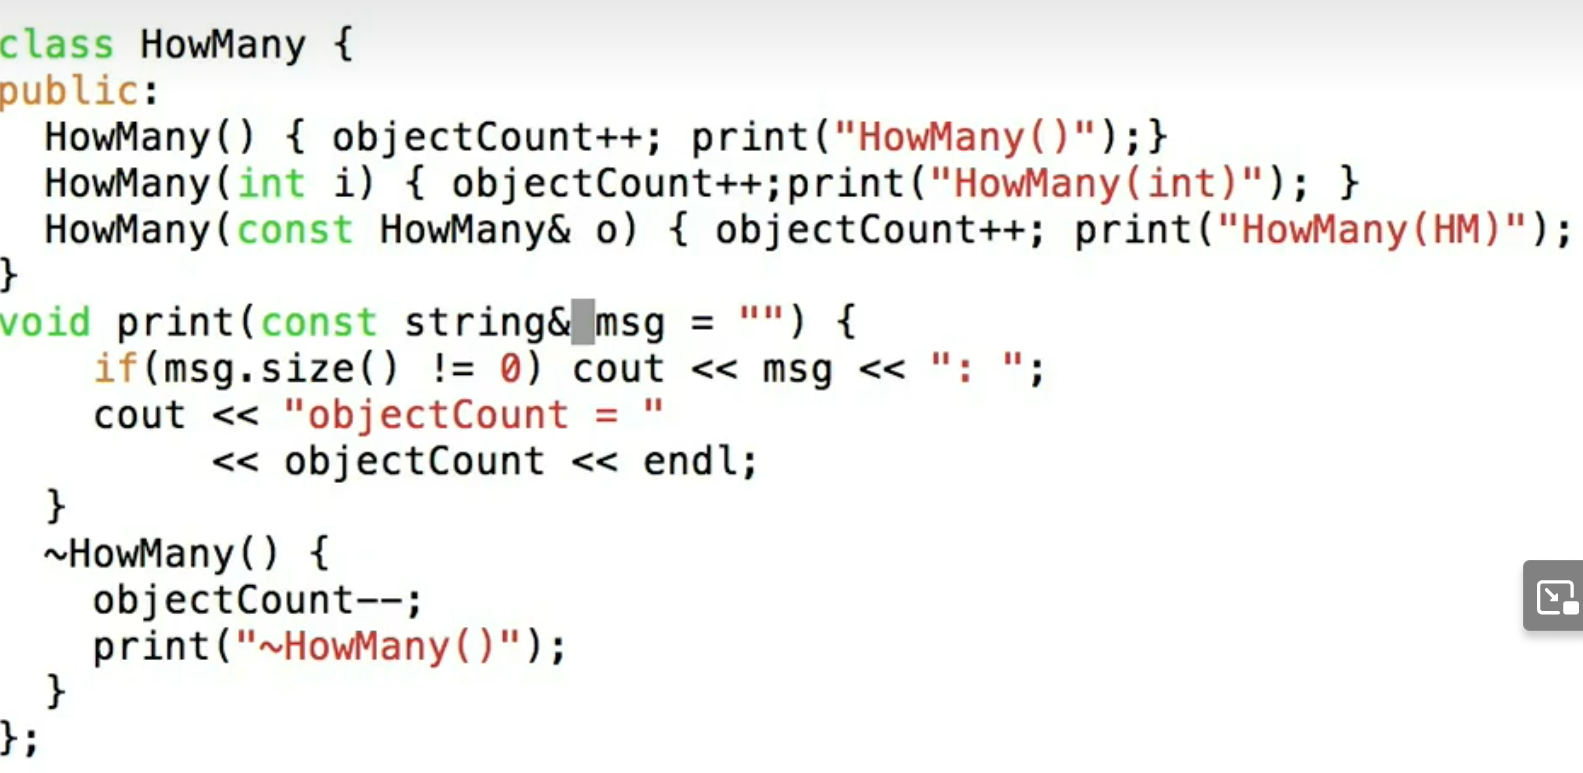 class HowMany {
public:
  HowMany() { objectCount++; print("HowMany()");}
  HowMany(int i) { objectCount++;print("HowMany(int)"); }
  HowMany(const HowMany& o) { objectCount++; print("HowMany(HM)");
}
void print(const string& msg = "") {
    if(msg.size() != 0) cout << msg << ": ";
    cout << "objectCount = "
         << objectCount << endl;
  }
  ~HowMany() {
    objectCount--;
    print("~HowMany()");
  }
};